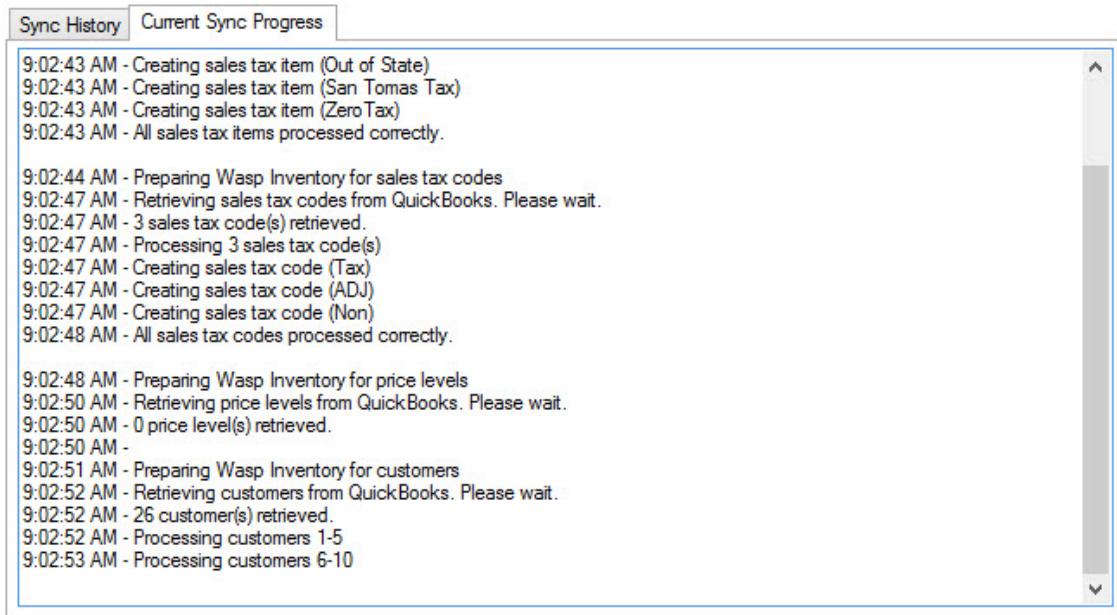 Sync History
Current Sync Progress
9:02:43 AM - Creating sales tax item (Out of State)
9:02:43 AM - Creating sales tax item (San Tomas Tax)
9:02:43 AM - Creating sales tax item (ZeroTax)
9:02:43 AM - All sales tax items processed correctly.
9:02:44 AM - Preparing Wasp Inventory for sales tax codes
9:02:47 AM - Retrieving sales tax codes from QuickBooks. Please wait.
9:02:47 AM - 3 sales tax code(s) retrieved.
9:02:47 AM - Processing 3 sales tax code(s)
9:02:47 AM - Creating sales tax code (Tax)
9:02:47 AM - Creating sales tax code (ADJ)
9:02:47 AM - Creating sales tax code (Non)
9:02:48 AM - All sales tax codes processed correctly.
9:02:48 AM - Preparing Wasp Inventory for price levels
9:02:50 AM - Retrieving price levels from QuickBooks. Please wait.
9:02:50 AM - 0 price level(s) retrieved.
9:02:50 AM -
9:02:51 AM - Preparing Wasp Inventory for customers
9:02:52 AM - Retrieving customers from QuickBooks. Please wait.
9:02:52 AM - 26 customer(s) retrieved.
9:02:52 AM - Processing customers 1-5
9:02:53 AM - Processing customers 6-10